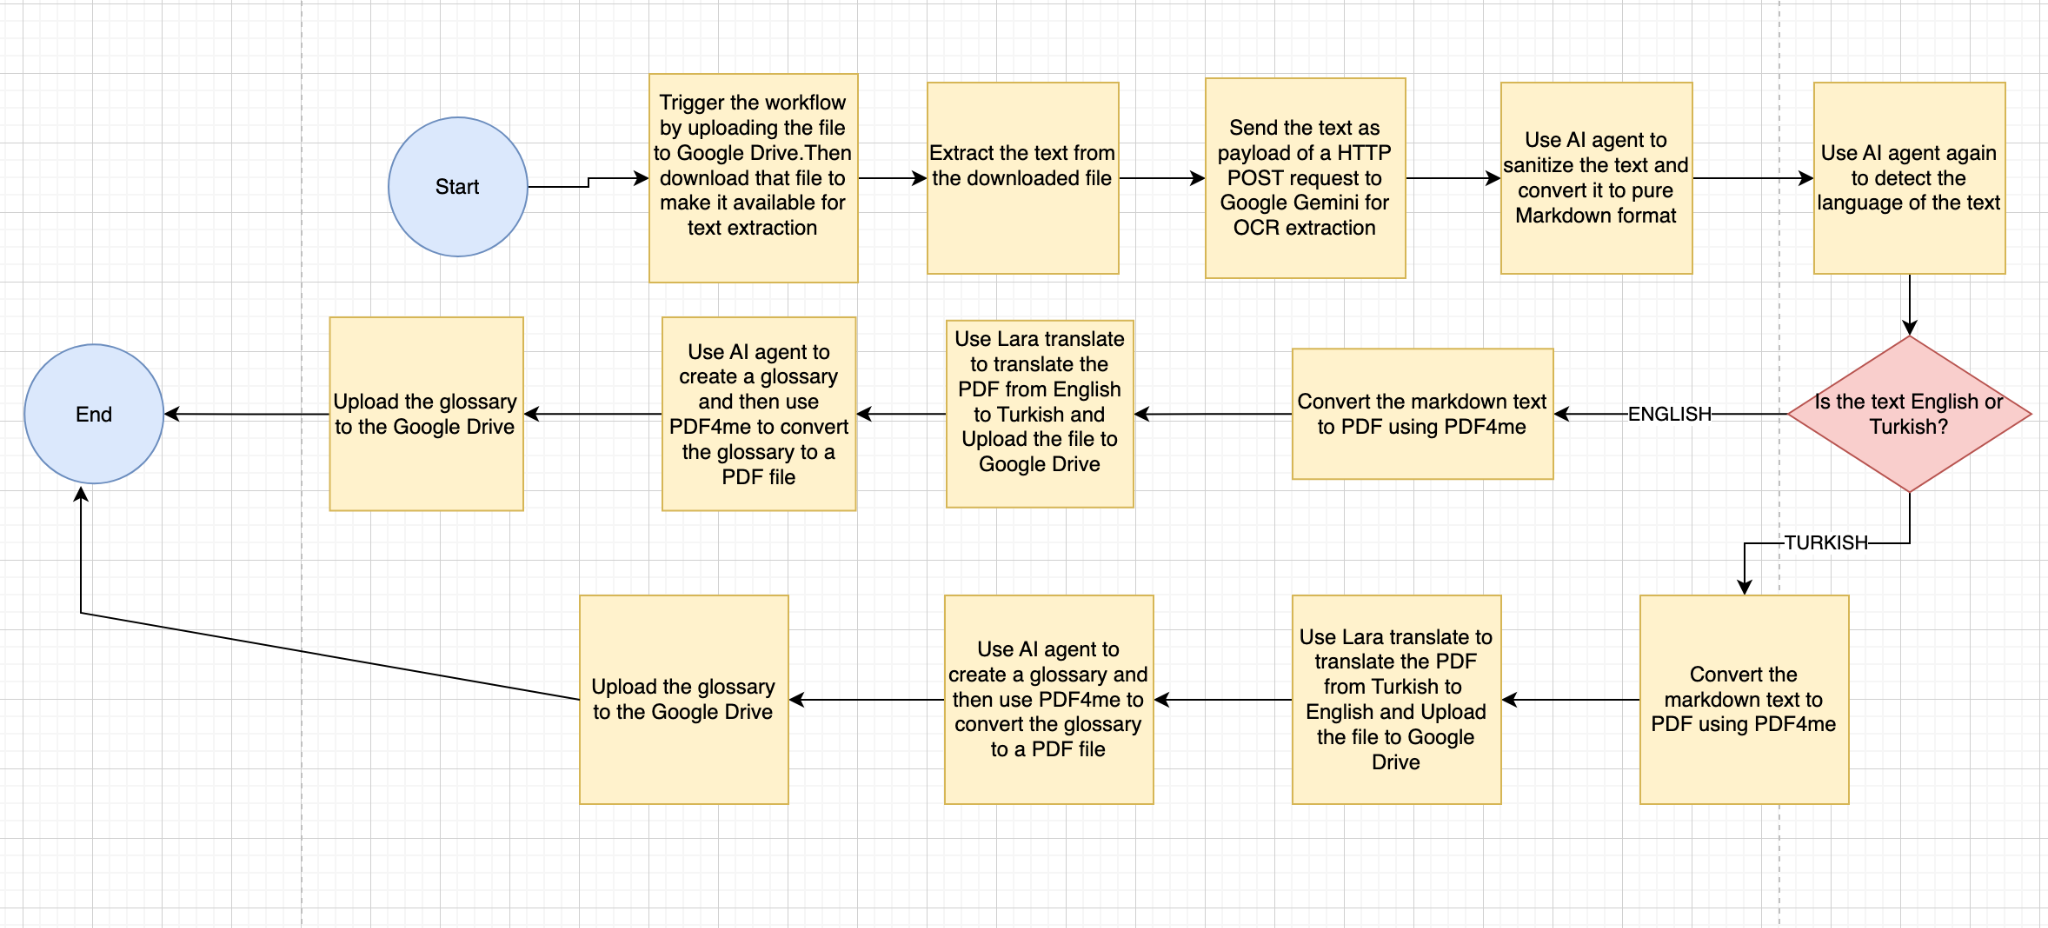 Start
Trigger the workflow
by uploading the file
to Google Drive.Then
download that file to
make it available for
text extraction
Extract the text from
the downloaded file
Send the text as
payload of a HTTP
POST request to
Google Gemini for
OCR extraction
Use AI agent to
sanitize the text and
convert it to pure
Markdown format
Use AI agent again
to detect the
language of the text
Is the text English or
Turkish?
ENGLISH
Convert the markdown text
to PDF using PDF4me
Use Lara translate
to translate the
PDF from English
to Turkish and
Upload the file to
Google Drive
Use AI agent to
create a glossary
and then use
PDF4me to convert
the glossary to a
PDF file
Upload the glossary
to the Google Drive
End
TURKISH
Convert the
markdown text to
PDF using PDF4me
Use Lara translate to
translate the PDF
from Turkish to
English and Upload
the file to Google
Drive
Use AI agent to
create a glossary and
then use PDF4me to
convert the glossary
to a PDF file
Upload the glossary
to the Google Drive